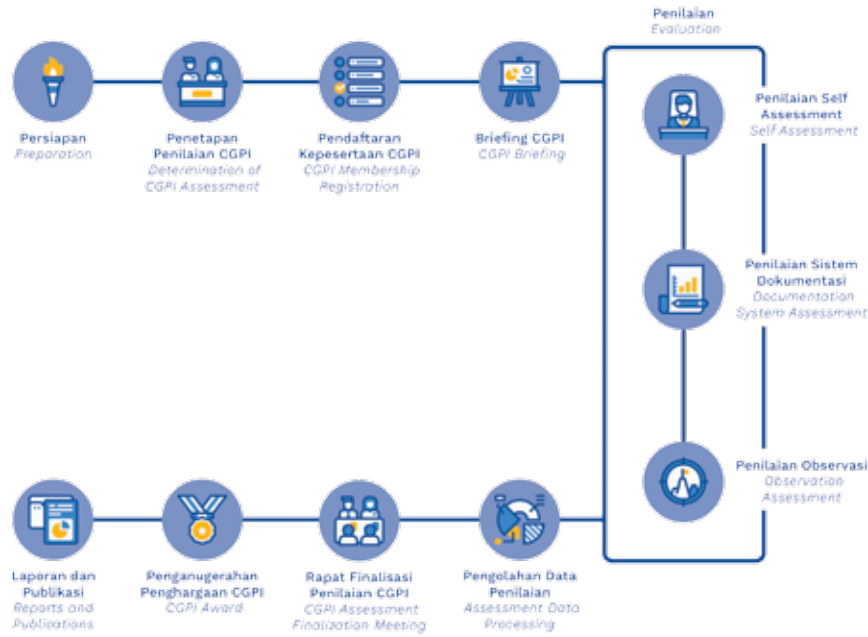 Penilaian
Evaluation
Persiapan
Preparation
Penetapan
Penilaian CGPI
Determination of
CGPI Assessment
Pendaftaran
Kepesertaan CGPI
CGPI Membership
Registration
Briefing CGPI
CGPI Briefing
Penilaian Self
Assessment
Self Assessment
Penilaian Sistem
Dokumentasi
Documentation
System Assessment
Penilaian Observasi
Observation
Assessment
Laporan dan
Publikasi
Reports and
Publications
Penganugerahan
Penghargaan CGPI
CGPI Award
Rapat Finalisasi
Penilaian CGPI
CGPI Assessment
Finalization Meeting
Pengolahan Data
Penilaian
Assessment Data
Processing